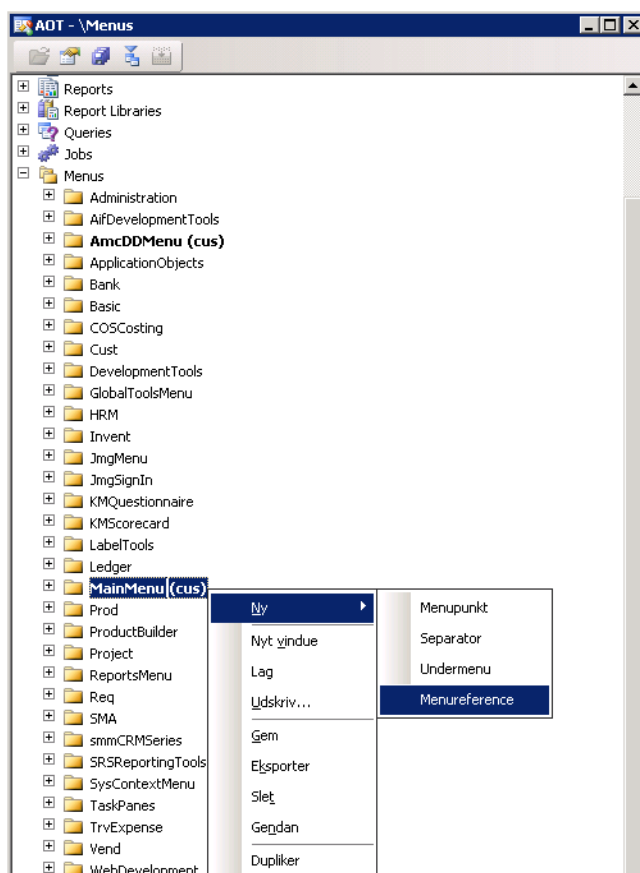 AOT - \Menus
Reports
Report Libraries
Queries
Jobs
Menus
Administration
AifDevelopmentTools
AmcDDMenu (cus)
ApplicationObjects
Bank
Basic
COSCosting
Cust
DevelopmentTools
GlobalToolsMenu
HRM
Invent
JmgMenu
JmgSignIn
KMQuestionnaire
KMScorecard
LabelTools
Ledger
MainMenu (cus)
Prod
ProductBuilder
Project
ReportsMenu
Req
SMA
smmCRMSeries
SRSReportingTools
SysContextMenu
TaskPanes
TrvExpense
Vend
WebDevelopment
Ny
Nyt vindue
Lag
Udskriv...
Gem
Eksporter
Slet
Gendan
Dupliker
Menupunkt
Separator
Undermenu
Menureference